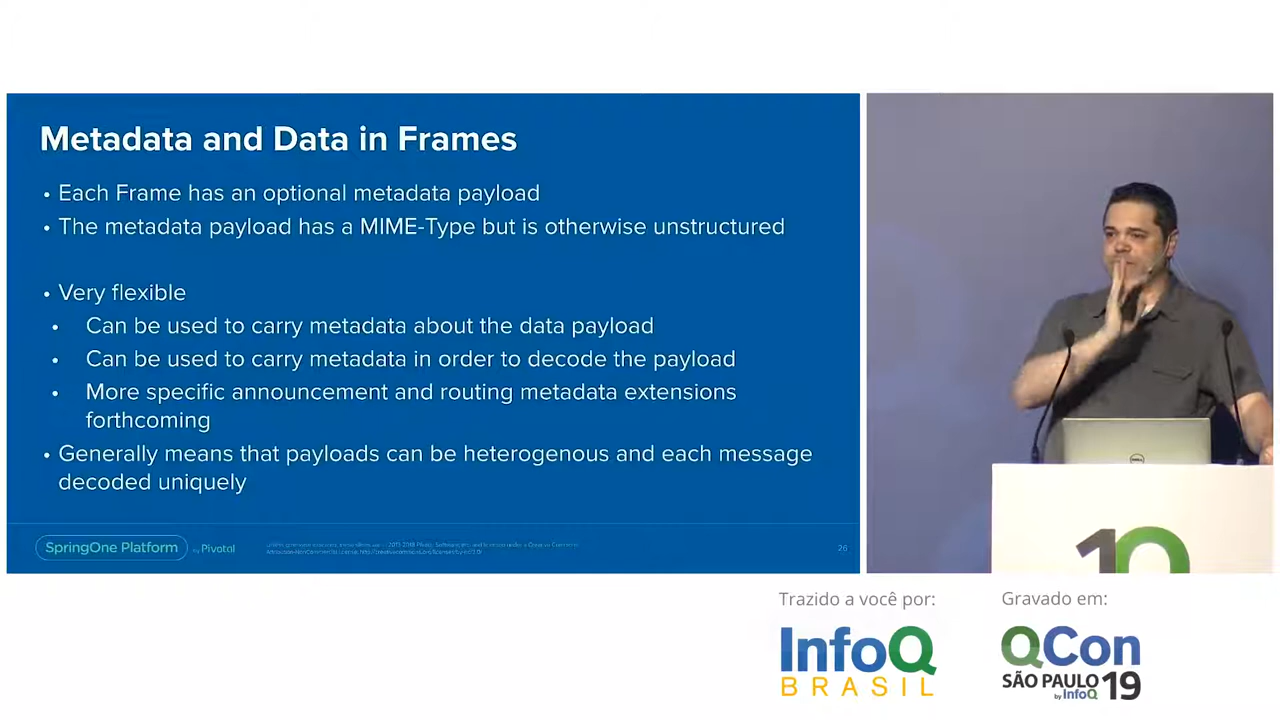 Metadata and Data in Frames
• Each Frame has an optional metadata payload
• The metadata payload has a MIME-Type but is otherwise unstructured
• Very flexible
• Can be used to carry metadata about the data payload
• Can be used to carry metadata in order to decode the payload
• More specific announcement and routing metadata extensions
forthcoming
• Generally means that payloads can be heterogenous and each message
decoded uniquely
SpringOne Platform by Pivotal
26
DELL
10
Trazido a você por:
InfoQ
BRASIL
Gravado em:
QCon
SÃO PAULO 19
by InfoQ